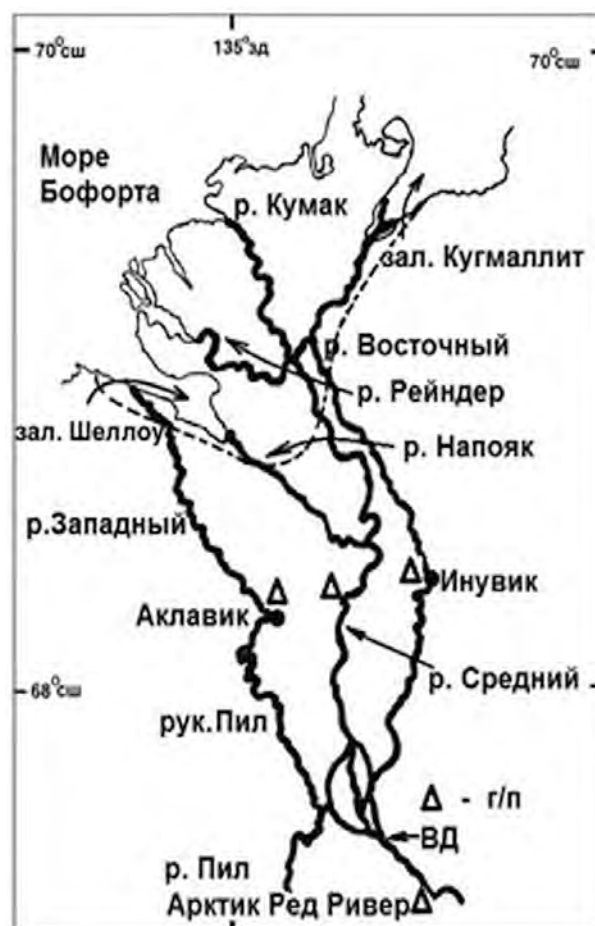 70°сш
135°зд
70°сш
Море
Бофорта
р. Кумак
зал. Кугмаллит
р. Восточный
р. Рейндер
зал. Шеллоу
р. Напояк
р.Западный
Инувик
Аклавик
68°сш
р. Средний
рук.Пил
Δ - г/п
ВД
р. Пил
Арктик Ред Ривер